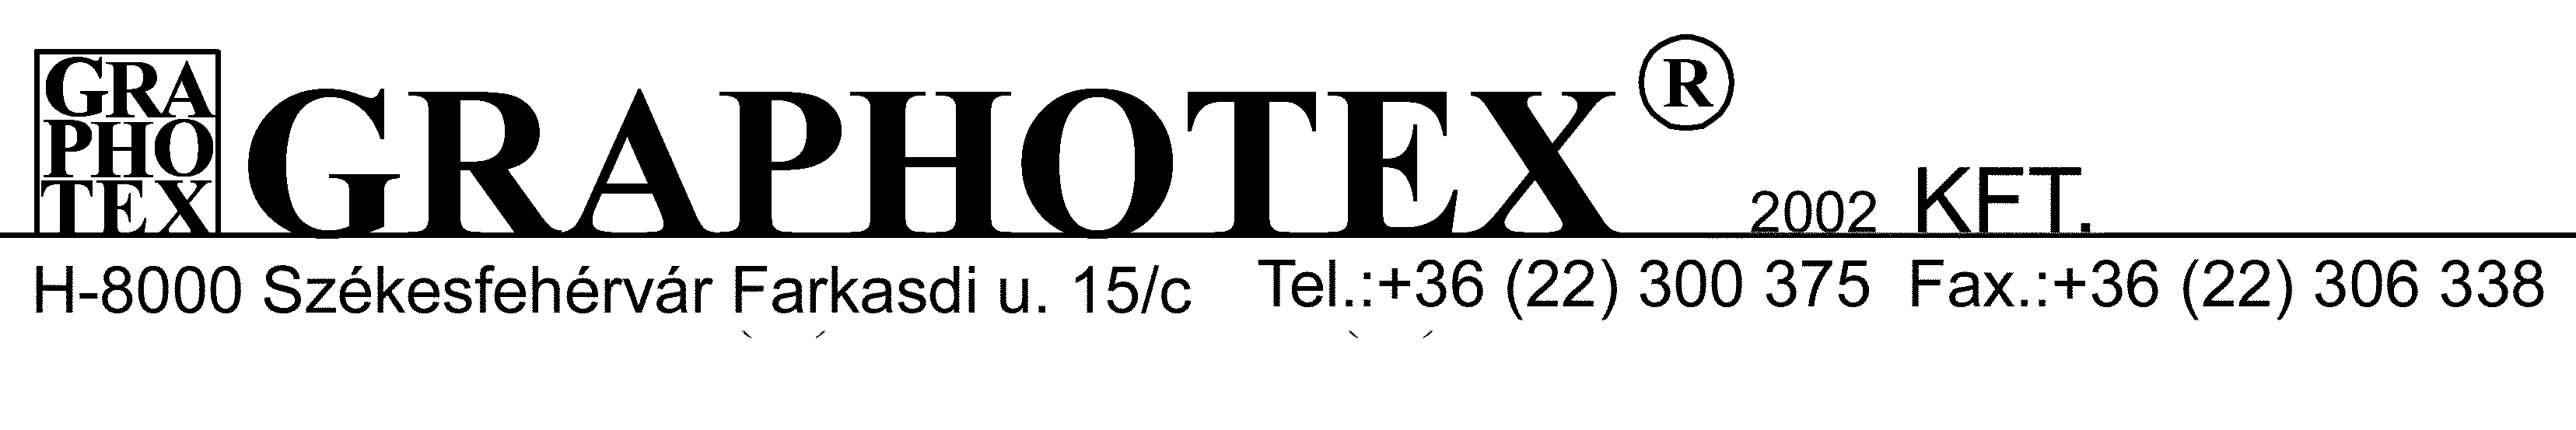 GRA
PHO
TEX
GRAPHOTEX® 2002 KFT.
H-8000 Székesfehérvár Farkasdi u. 15/c Tel.:+36 (22) 300 375 Fax.:+36 (22) 306 338